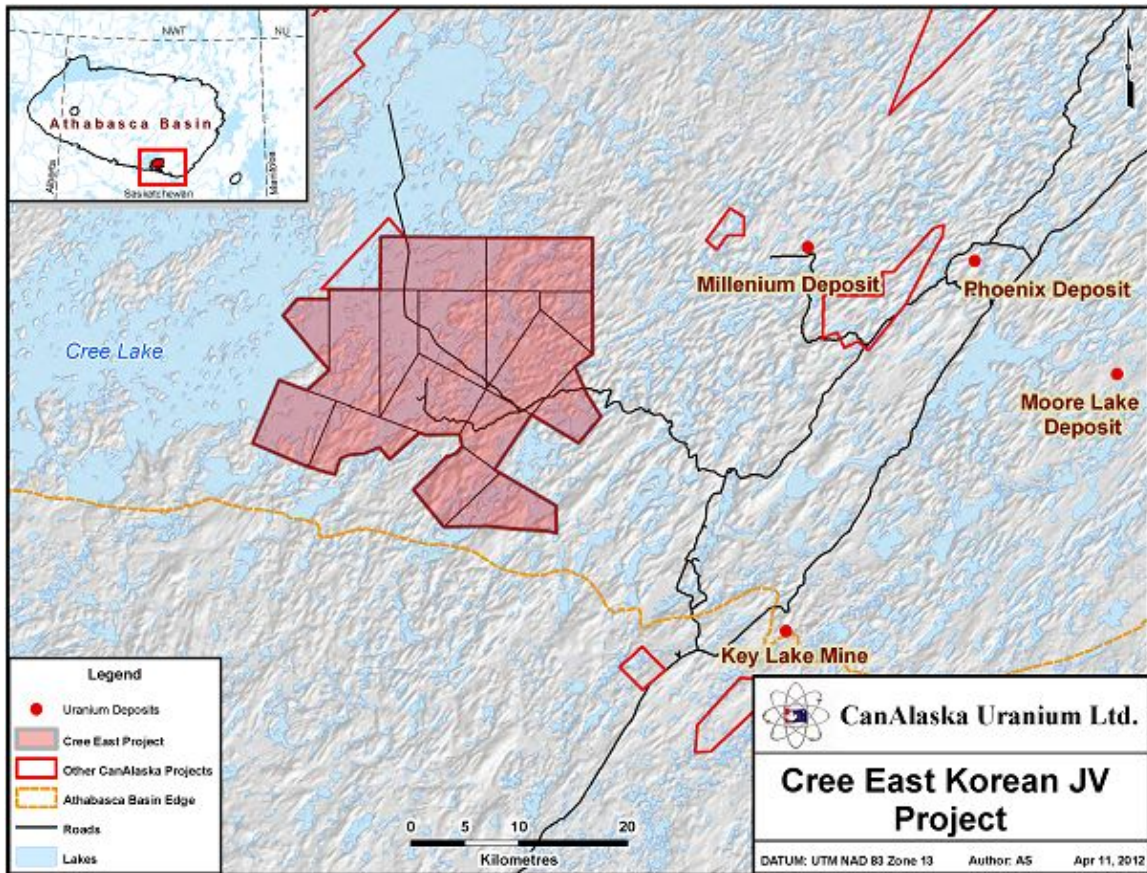 NWT
NU
Athabasca Basin
Alberta
Saskatchewan
Manitoba
Cree Lake
Millenium Deposit
Phoenix Deposit
Moore Lake
Deposit
Key Lake Mine
Legend
Uranium Deposits
Cree East Project
Other CanAlaska Projects
Athabasca Basin Edge
Roads
Lakes
0 5 10 20
Kilometres
CanAlaska Uranium Ltd.
Cree East Korean JV
Project
DATUM: UTM NAD 83 Zone 13 Author: AS Apr 11, 2012